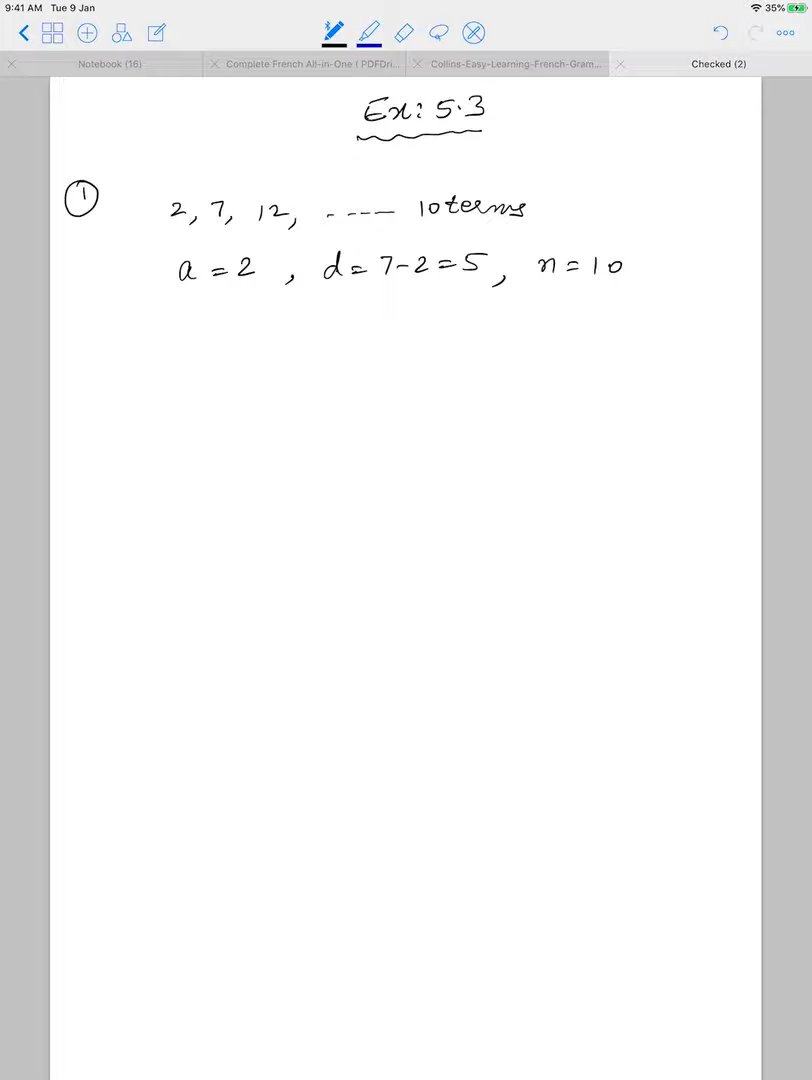 9:41 AM Tue 9 Jan 35%
Notebook (16) Complete French All-in-One ( PDFDri... Collins-Easy-Learning-French-Gram... Checked (2)
Ex: 5.3
① 2, 7, 12, ..---- 10 terms
a = 2 , d = 7-2 = 5, n = 10